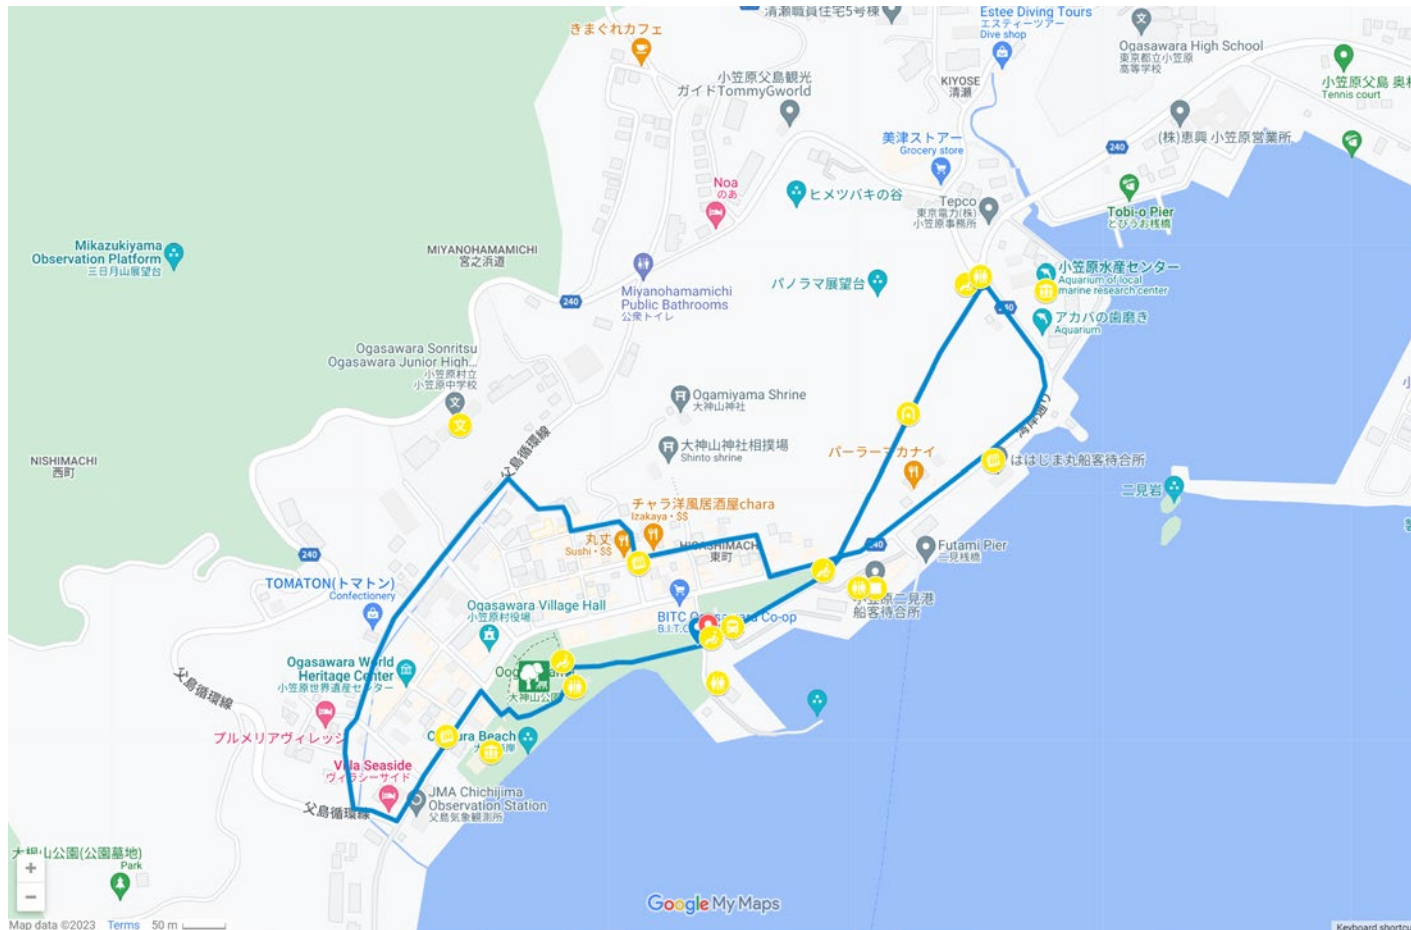 清瀬職員住宅5号棟
Estee Diving Tours
エスティーツアー
Dive shop
Ogasawara High School
東京都立小笠原
高等学校
きまぐれカフェ
KIYOSE
清瀬
小笠原父島
Tennis court
小笠原父島観光
ガイドTommyGworld
美津ストアー
Grocery store
(株)恵興 小笠原営業所
240
Noa
のあ
ヒメツバキの谷
Tepco
東京電力(株)
小笠原事務所
Tobi-o Pier
とびうお桟橋
Mikazukiyama
Observation Platform
三日月山展望台
MIYANOHAMAMICHI
宮之浜道
小笠原水産センター
Aquarium of local
marine research center
パノラマ展望台
Miyanohamamichi
Public Bathrooms
公衆トイレ
240
240
アカバの歯磨き
Aquarium
Ogasawara Sonritsu
Ogasawara Junior High...
小笠原村立
小笠原中学校
文
Ogamiyama Shrine
大神山神社
湾岸通り
父島循環線
大神山神社相撲場
Shinto shrine
パーラーマカナイ
ははじま丸船客待合所
NISHIMACHI
西町
二見岩
チャラ洋風居酒屋chara
Izakaya・$$
丸丈
Sushi・$$
HIGASHIMACHI
東町
240
Futami Pier
二見桟橋
240
TOMATON(トマトン)
Confectionery
Ogasawara Village Hall
小笠原村役場
BITC Ogasawara Co-op
小笠原二見港
船客待合所
Ogasawara World
Heritage Center
小笠原世界遺産センター
大神山公園
父島循環線
プルメリアヴィレッジ
Villa Seaside
ヴィラシーサイド
JMA Chichijima
Observation Station
父島気象観測所
父島循環線
大根山公園(公園墓地)
Park
+
−
Google My Maps
Map data ©2023
Terms
50 m